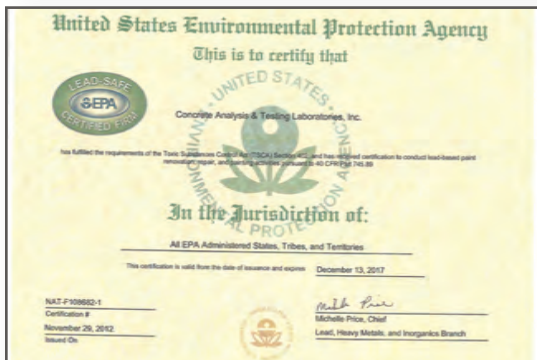 United States Environmental Protection Agency
This is to certify that
LEAD-SAFE
EPA
CERTIFIED FIRM
UNITED STATES
ENVIRONMENTAL PROTECTION AGENCY
Concrete Analysis & Testing Laboratories, Inc.
has fulfilled the requirements of the Toxic Substances Control Act (TSCA) Section 402, and has received certification to conduct lead-based paint
renovation, repair, and painting activities pursuant to 40 CFR Part 745.89
In the Jurisdiction of:
All EPA Administered States, Tribes, and Territories
This certification is valid from the date of issuance and expires December 13, 2017
NAT-F108682-1
Certification #
November 29, 2012
Issued On
Michelle Price, Chief
Lead, Heavy Metals, and Inorganics Branch